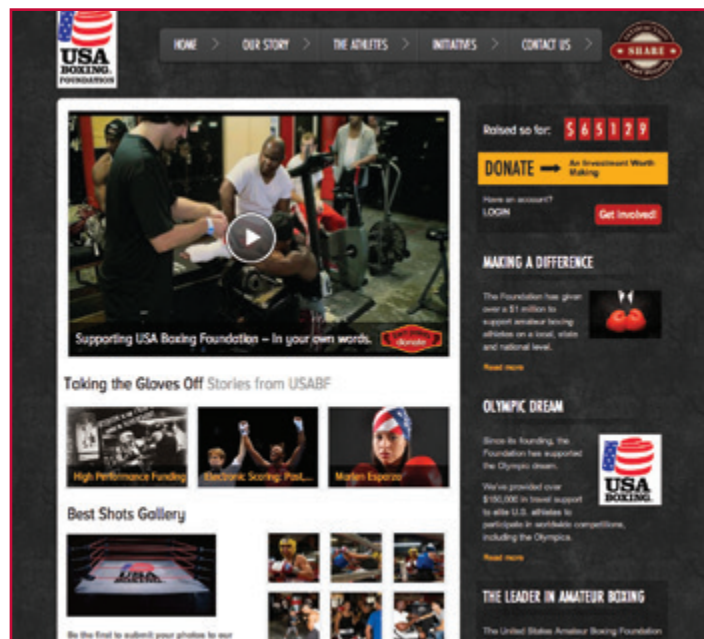 USA
BOXING.
FOUNDATION
HOME
OUR STORY
THE ATHLETES
INITIATIVES
CONTACT US
SHARE
Raised so far: $65129
DONATE
An Investment Worth
Making
Have an account?
LOGIN
Get involved!
Supporting USA Boxing Foundation – In your own words.
donate
Taking the Gloves Off Stories from USABF
High Performance Funding
Electronic Scoring: Past,...
Marlen Esparza
Best Shots Gallery
USA
BOXING
Be the first to submit your photos to our
MAKING A DIFFERENCE
The Foundation has given
over a $1 million to
support amateur boxing
athletes on a local, state
and national level.
Read more
OLYMPIC DREAM
Since its founding, the
Foundation has supported
the Olympic dream.
We've provided over
$150,000 in travel support
to elite U.S. athletes to
participate in worldwide competitions,
including the Olympics.
Read more
USA
BOXING.
THE LEADER IN AMATEUR BOXING
The United States Amateur Boxing Foundation